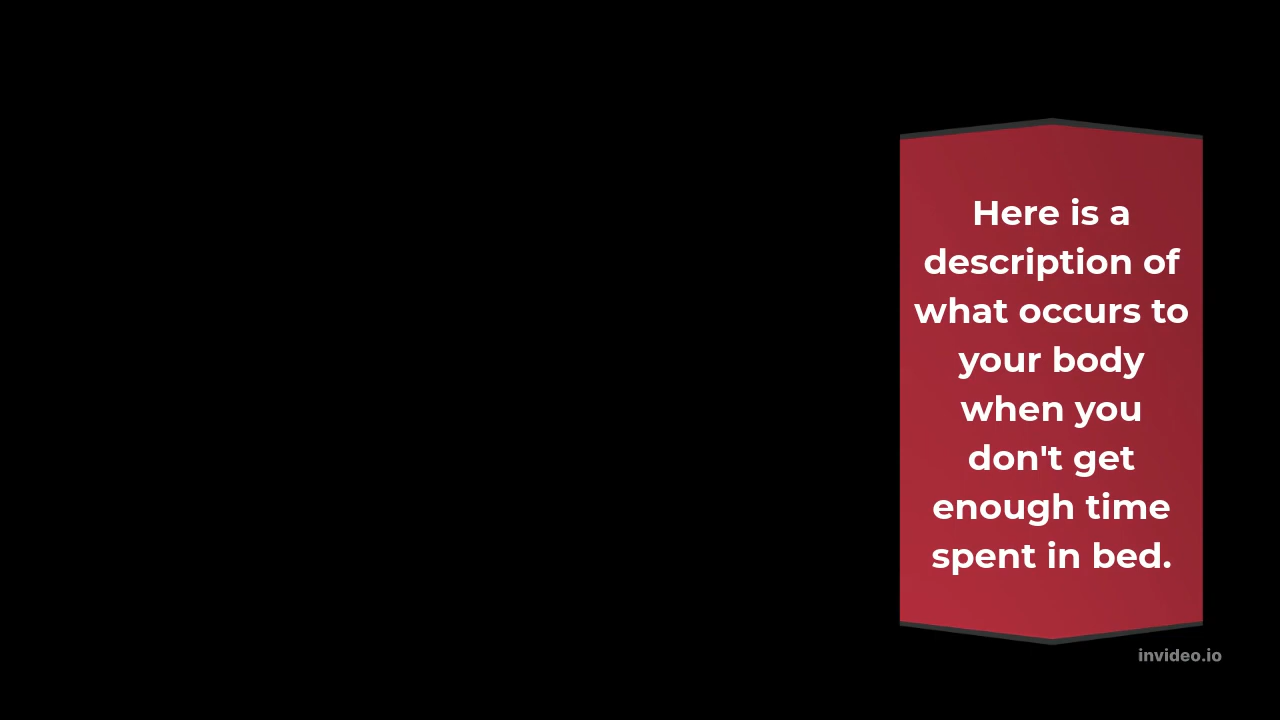 Here is a
description of
what occurs to
your body
when you
don't get
enough time
spent in bed.
invideo.io